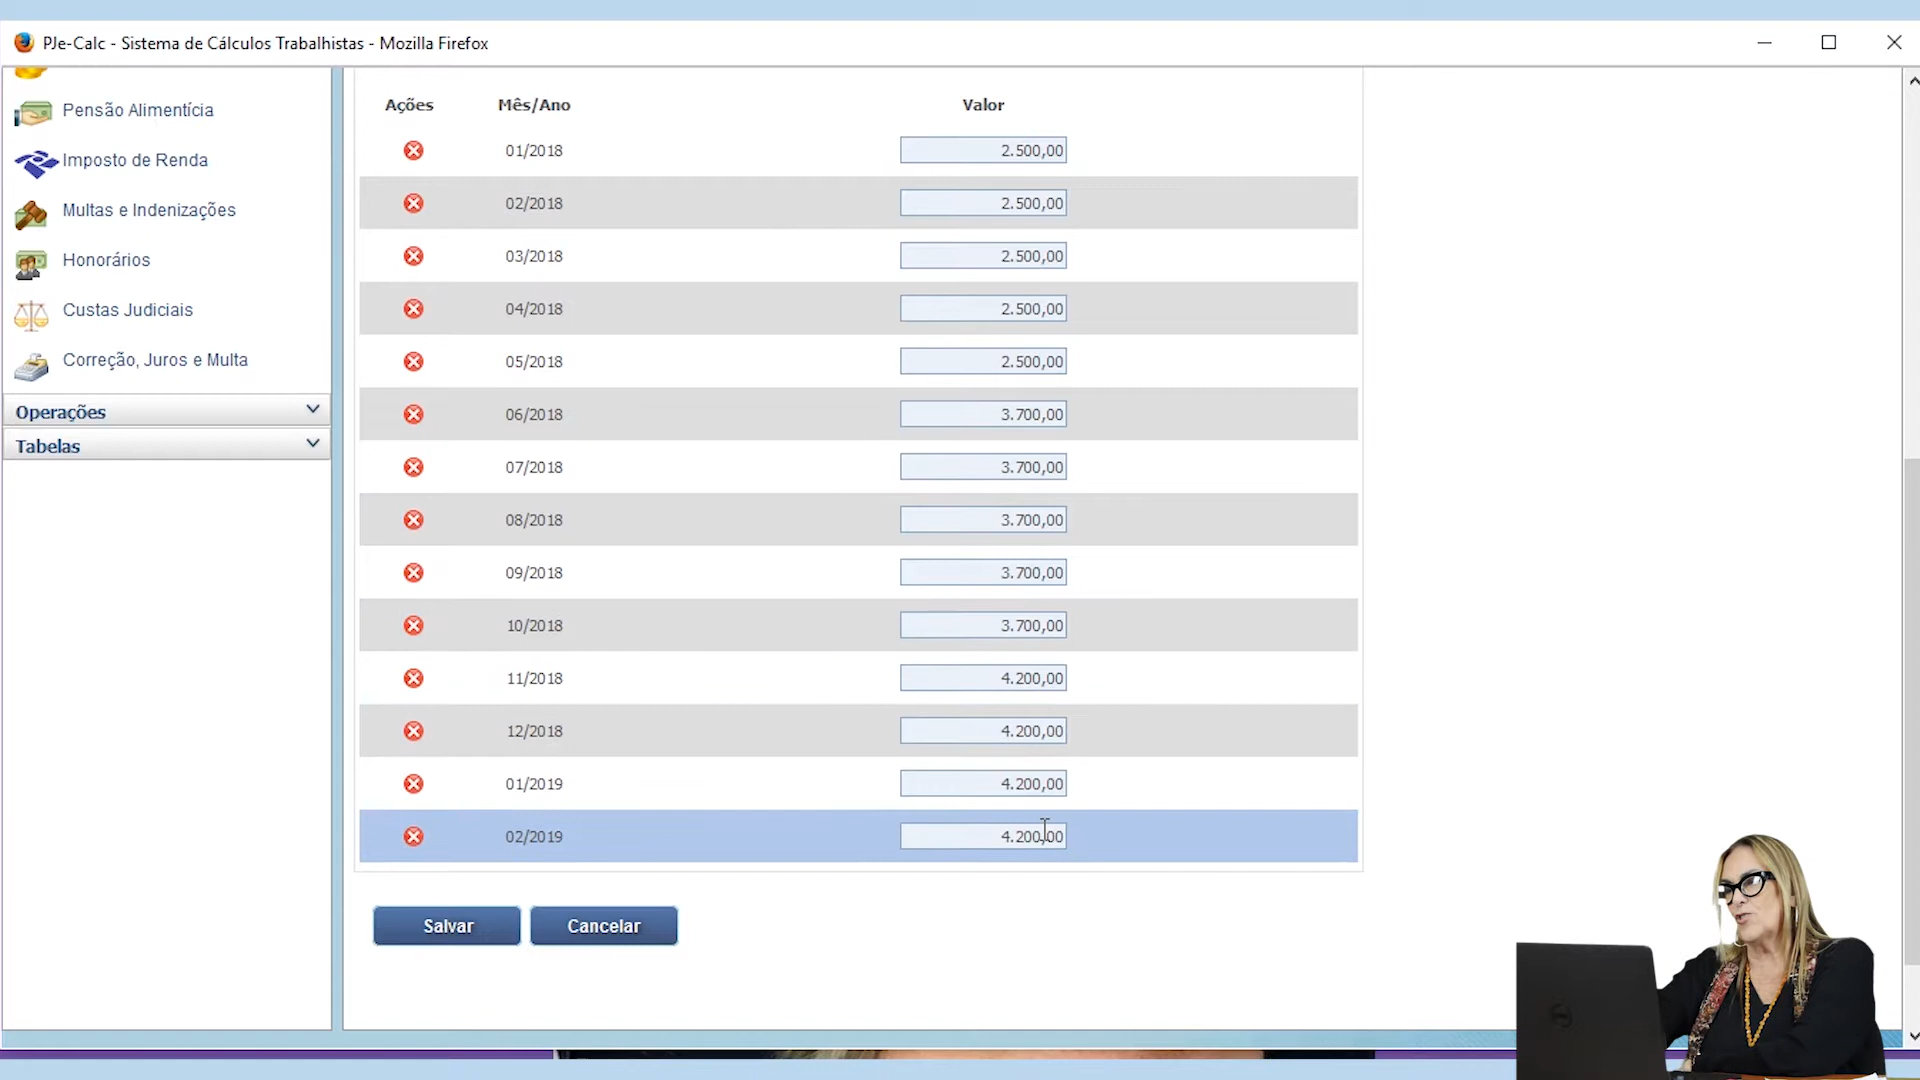 PJe-Calc - Sistema de Cálculos Trabalhistas - Mozilla Firefox
Pensão Alimentícia
Imposto de Renda
Multas e Indenizações
Honorários
Custas Judiciais
Correção, Juros e Multa
Operações
Tabelas
Ações Mês/Ano Valor
01/2018 2.500,00
02/2018 2.500,00
03/2018 2.500,00
04/2018 2.500,00
05/2018 2.500,00
06/2018 3.700,00
07/2018 3.700,00
08/2018 3.700,00
09/2018 3.700,00
10/2018 3.700,00
11/2018 4.200,00
12/2018 4.200,00
01/2019 4.200,00
02/2019 4.200,00
Salvar Cancelar